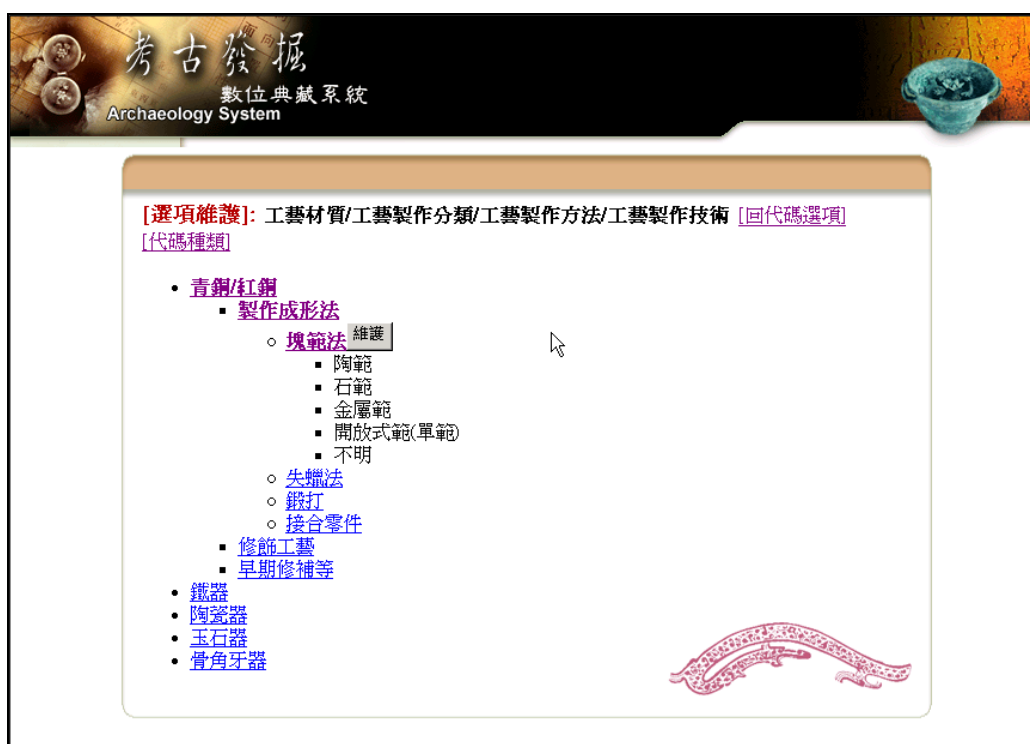 考古發掘
數位典藏系統
Archaeology System
[選項維護]: 工藝材質/工藝製作分類/工藝製作方法/工藝製作技術 [回代碼選項]
[代碼種類]
青銅/紅銅
製作成形法
塊範法 維護
陶範
石範
金屬範
開放式範(單範)
不明
失蠟法
鍛打
接合零件
修飾工藝
早期修補等
鐵器
陶瓷器
玉石器
骨角牙器